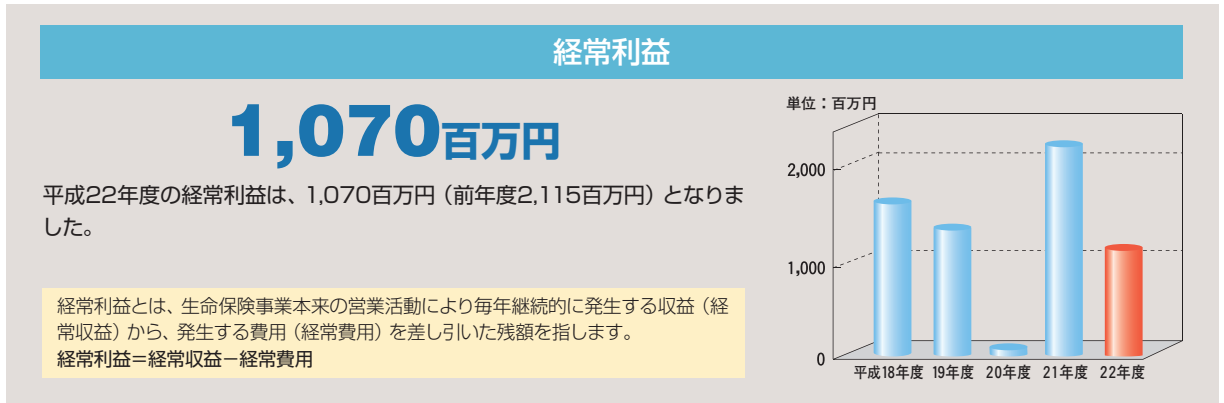 経常利益
1,070百万円
平成22年度の経常利益は、1,070百万円（前年度2,115百万円）となりま
した。
経常利益とは、生命保険事業本来の営業活動により毎年継続的に発生する収益（経
常収益）から、発生する費用（経常費用）を差し引いた残額を指します。
経常利益＝経常収益－経常費用
単位：百万円
2,000
1,000
0
平成18年度 19年度 20年度 21年度 22年度